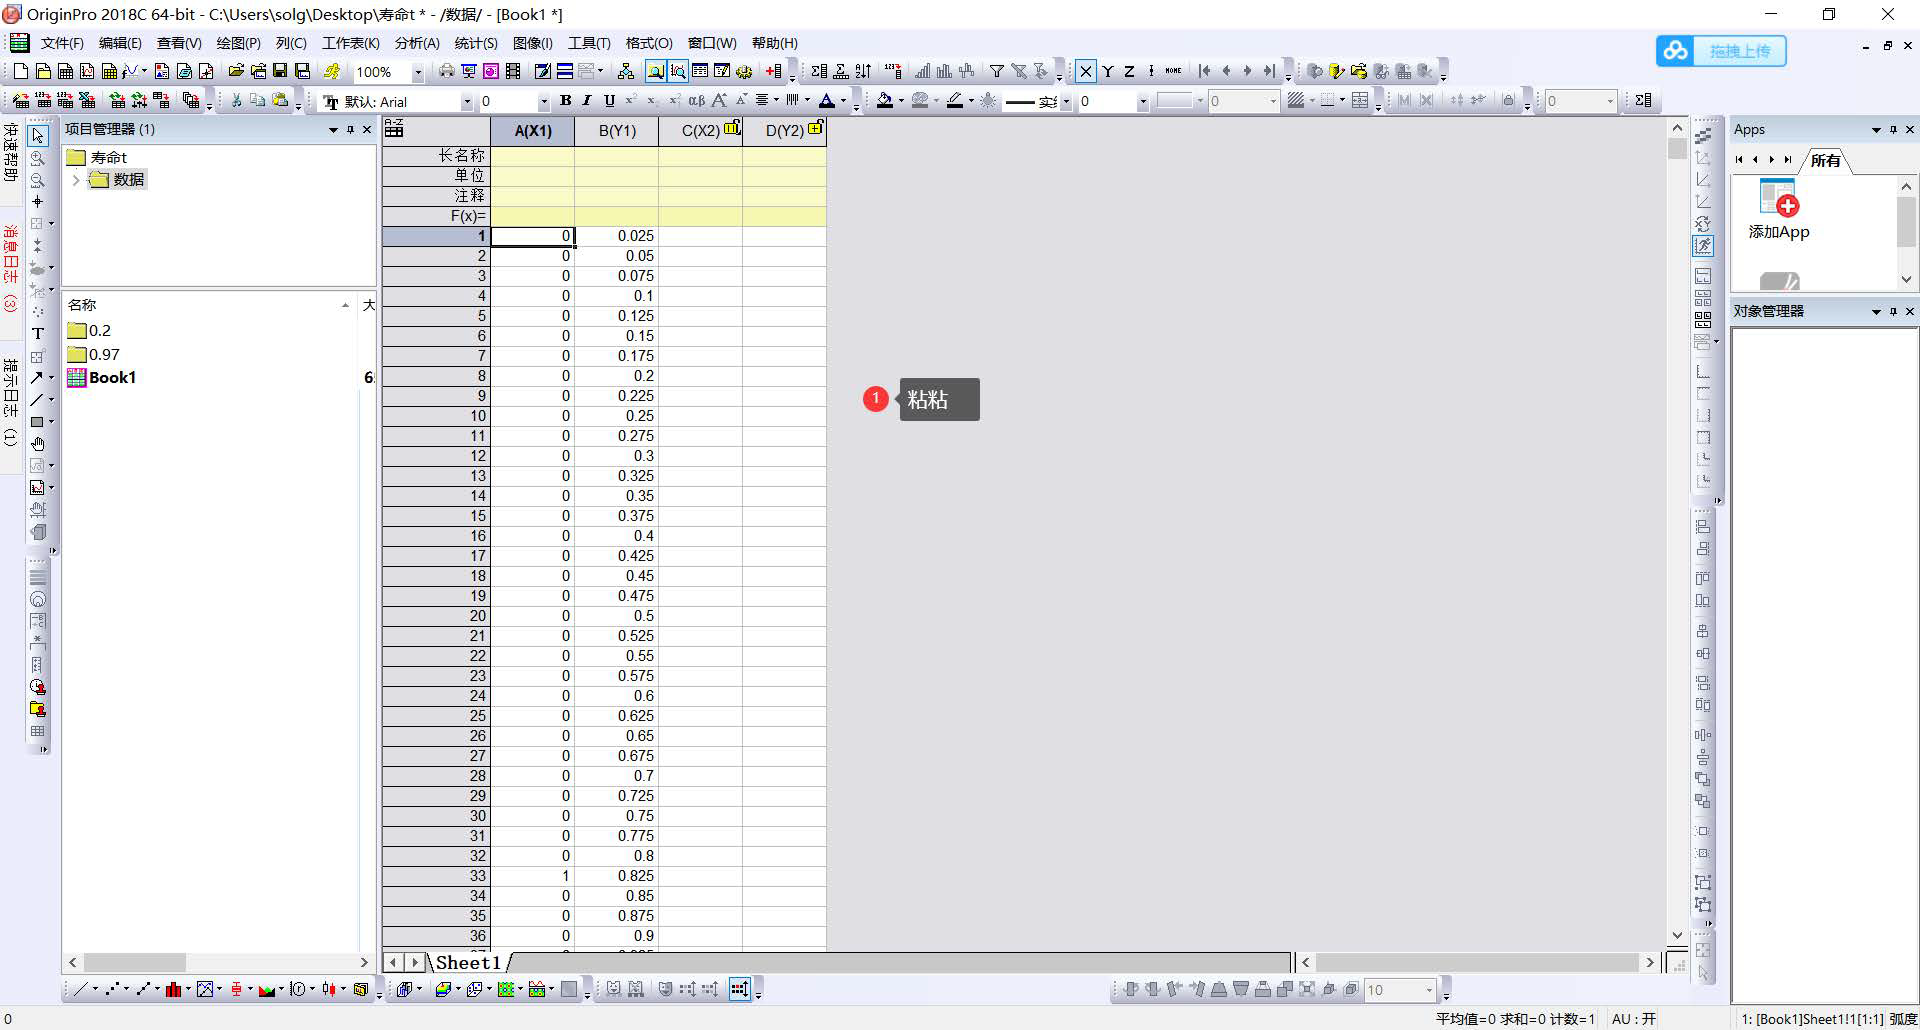 OriginPro 2018C 64-bit - C:\Users\solg\Desktop\寿命t * - /数据/ - [Book1 *]
文件(F) 编辑(E) 查看(V) 绘图(P) 列(C) 工作表(K) 分析(A) 统计(S) 图像(I) 工具(T) 格式(O) 窗口(W) 帮助(H)
拖拽上传
100%
默认: Arial 0 B I U αβ A A A 实线 0 0 0
X Y Z
快速帮助
消息日志 (3)
提示日志 (1)
项目管理器 (1)
寿命t
数据
名称 大
0.2
0.97
Book1 6
A(X1) B(Y1) C(X2) D(Y2)
长名称
单位
注释
F(x)=
1 0 0.025
2 0 0.05
3 0 0.075
4 0 0.1
5 0 0.125
6 0 0.15
7 0 0.175
8 0 0.2
9 0 0.225
10 0 0.25
11 0 0.275
12 0 0.3
13 0 0.325
14 0 0.35
15 0 0.375
16 0 0.4
17 0 0.425
18 0 0.45
19 0 0.475
20 0 0.5
21 0 0.525
22 0 0.55
23 0 0.575
24 0 0.6
25 0 0.625
26 0 0.65
27 0 0.675
28 0 0.7
29 0 0.725
30 0 0.75
31 0 0.775
32 0 0.8
33 1 0.825
34 0 0.85
35 0 0.875
36 0 0.9
1 粘粘
Sheet1
Apps
所有
添加App
对象管理器
10
0
平均值=0 求和=0 计数=1 AU : 开 1: [Book1]Sheet1!1[1:1] 弧度